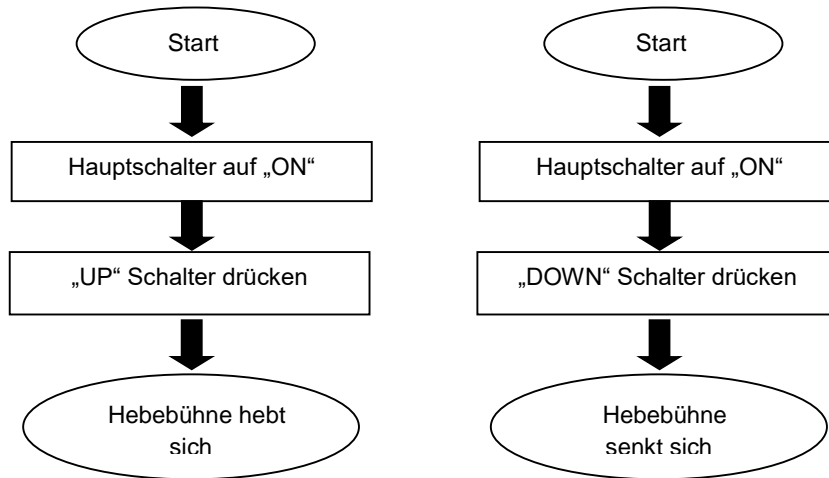 Start
Hauptschalter auf „ON“
„UP“ Schalter drücken
Hebebühne hebt
sich
Start
Hauptschalter auf „ON“
„DOWN“ Schalter drücken
Hebebühne
senkt sich